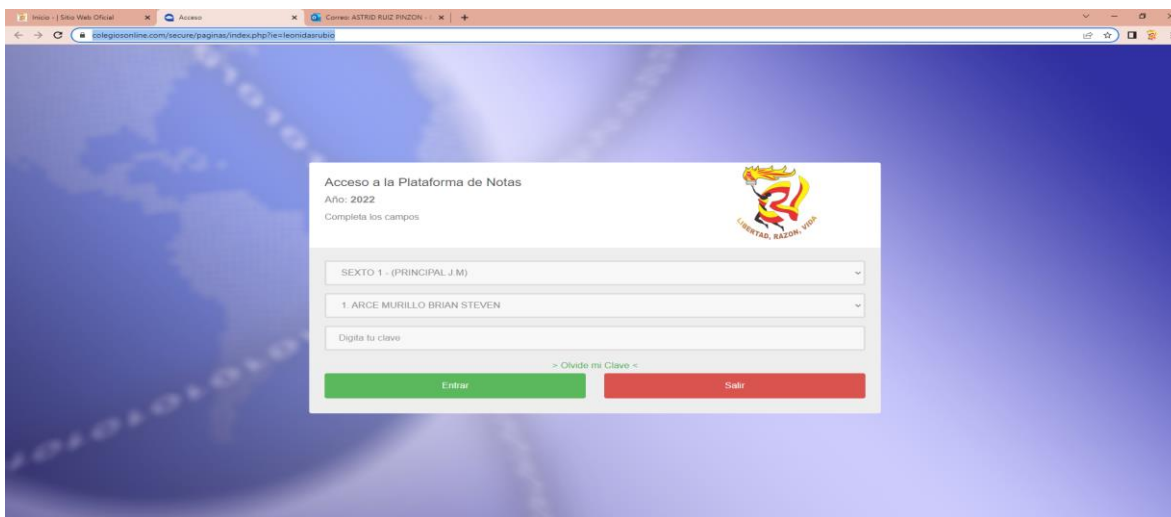 Inicio - | Sitio Web Oficial
Acceso
Correo: ASTRID RUIZ PINZON -
colegiosonline.com/secure/paginas/index.php?ie=leonidasrubio
Acceso a la Plataforma de Notas
Año: 2022
Completa los campos
LIBERTAD, RAZON, VIDA
SEXTO 1 - (PRINCIPAL J.M)
1. ARCE MURILLO BRIAN STEVEN
Digita tu clave
> Olvide mi Clave <
Entrar
Salir